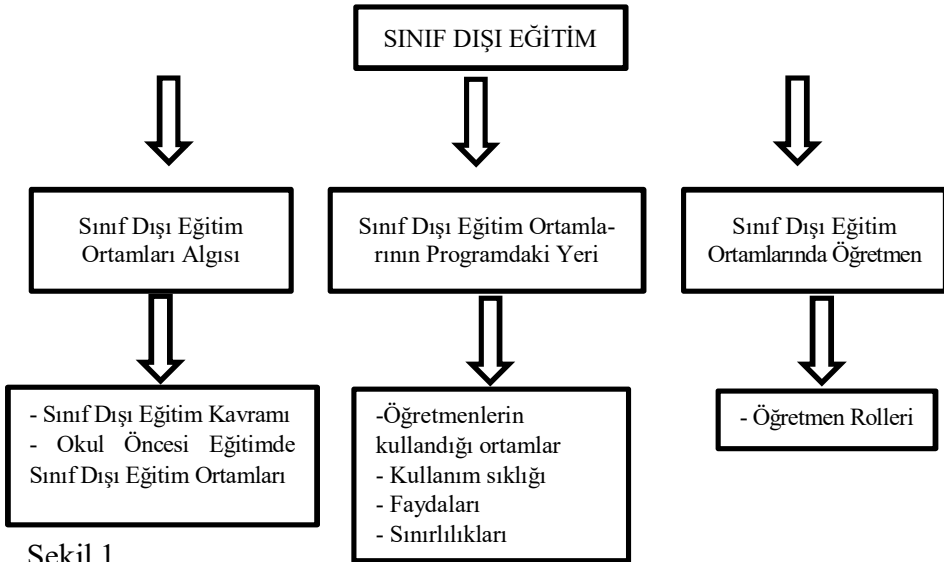 SINIF DIŞI EĞİTİM
Sınıf Dışı Eğitim
Ortamları Algısı
Sınıf Dışı Eğitim Ortamla-
rının Programdaki Yeri
Sınıf Dışı Eğitim
Ortamlarında Öğretmen
- Sınıf Dışı Eğitim Kavramı
- Okul Öncesi Eğitimde
Sınıf Dışı Eğitim Ortamları
-Öğretmenlerin
kullandığı ortamlar
- Kullanım sıklığı
- Faydaları
- Sınırlılıkları
- Öğretmen Rolleri
Şekil 1